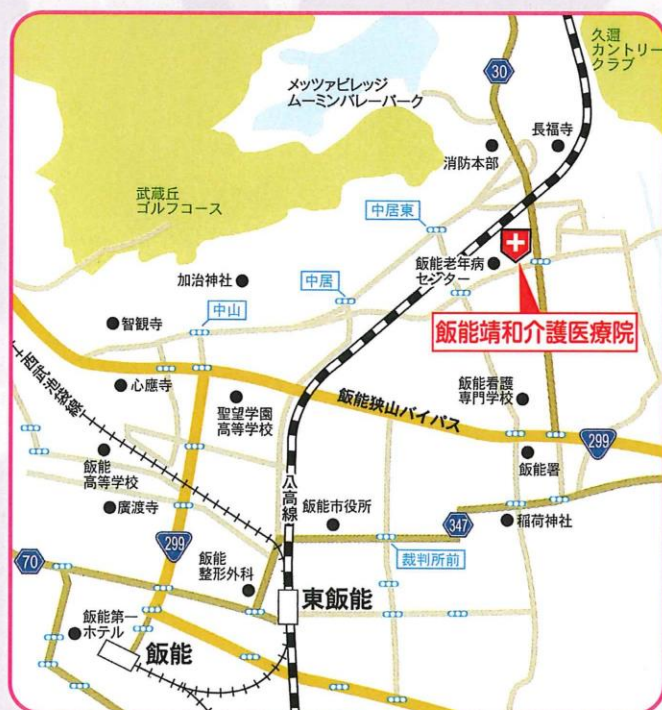 久邇
カントリー
クラブ
30
メッツァビレッジ
ムーミンバレーパーク
消防本部
長福寺
武蔵丘
ゴルフコース
中居東
飯能老年病
センター
加治神社
中居
飯能靖和介護医療院
智観寺
中山
西武池袋線
心應寺
聖望学園
高等学校
飯能狭山バイパス
飯能看護
専門学校
299
飯能
高等学校
八高線
飯能署
廣渡寺
飯能市役所
347
稲荷神社
299
70
飯能
整形外科
裁判所前
東飯能
飯能第一
ホテル
飯能